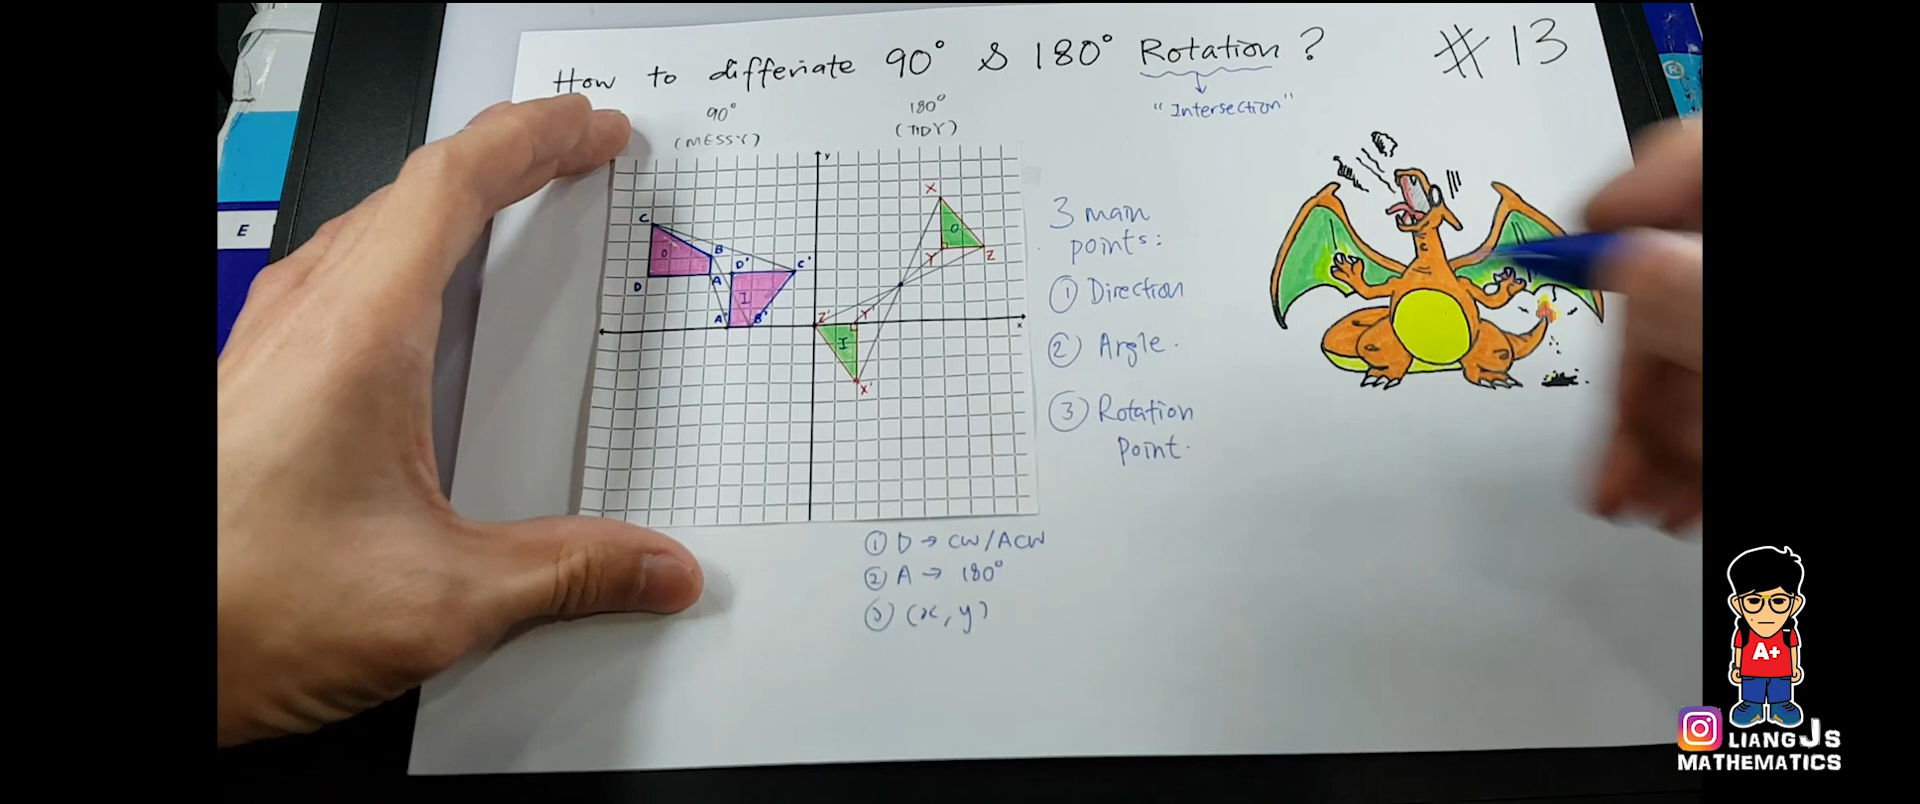 How to differiate 90° & 180° Rotation ?
# 13
"Intersection"
90°
(MESSY)
180°
(TIDY)
3 main
points:
① Direction
② Angle.
③ Rotation
Point.
y
x
C
B
O
D
A
D'
C'
I
A'
B'
X
O
Y
Z
Z'
Y'
I
X'
① D → CW/ACW
② A → 180°
③ (x, y)
E
®
A+
LIANGJS
MATHEMATICS